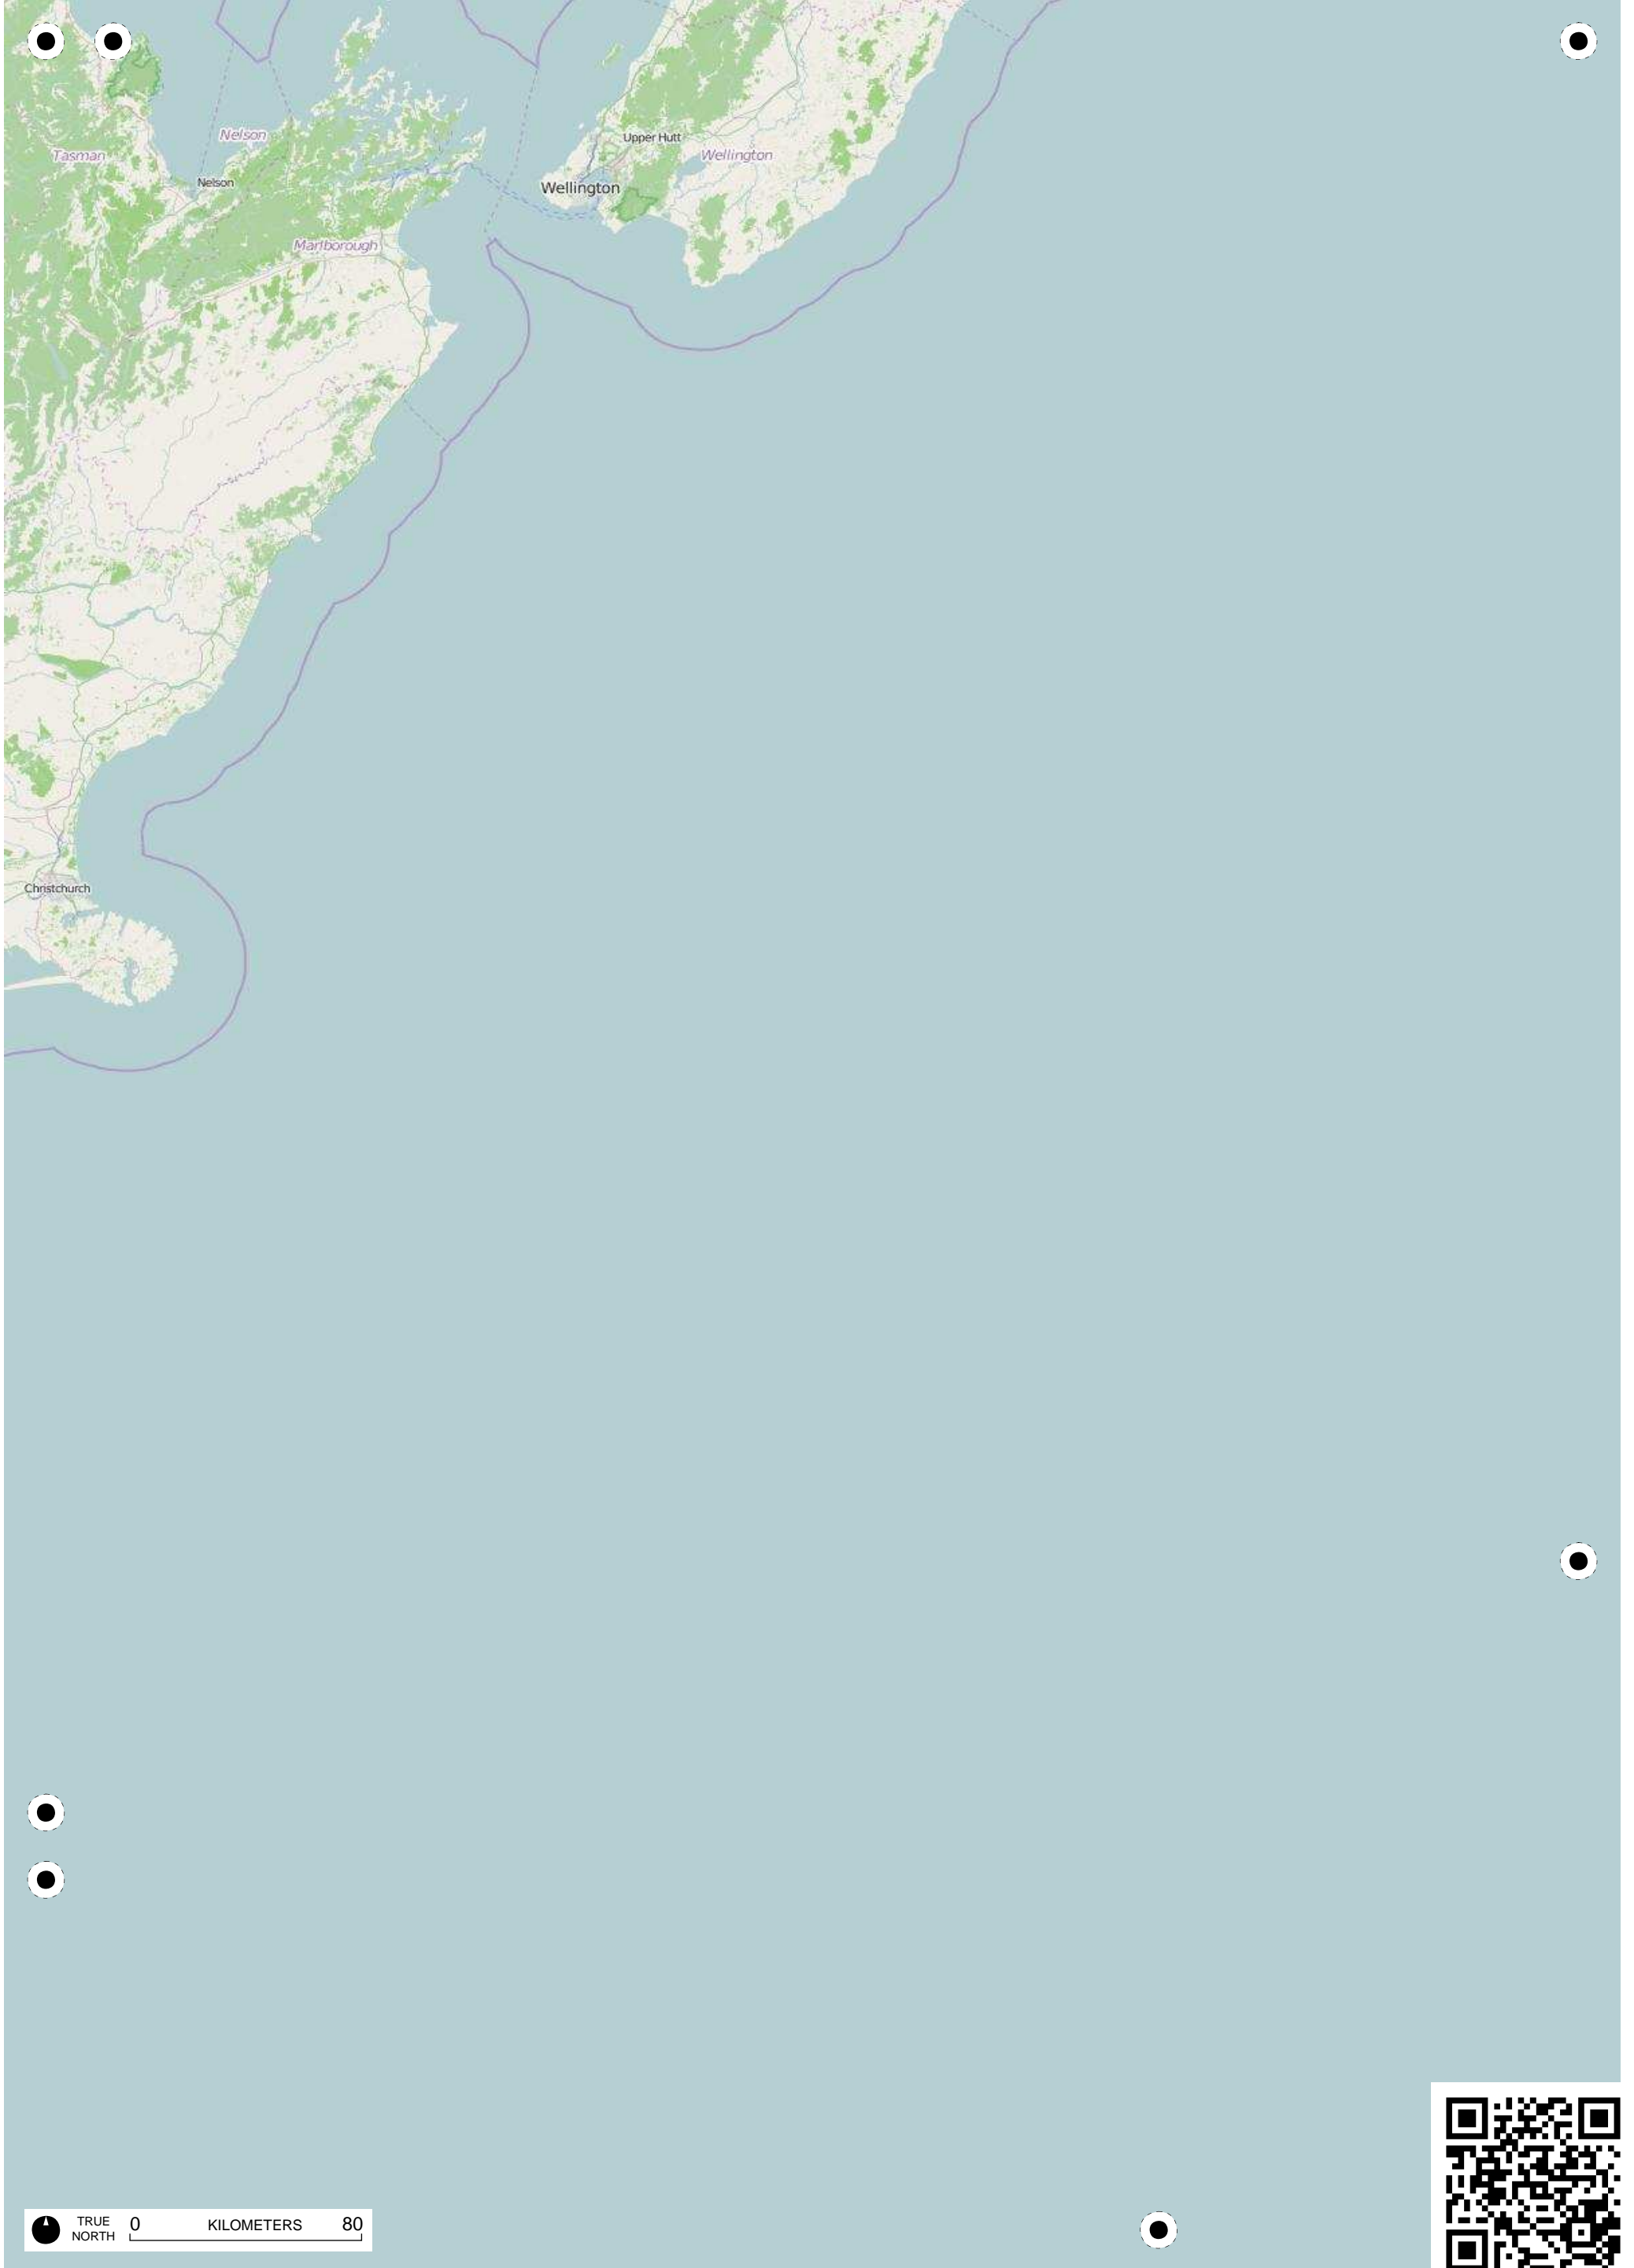 Nelson
Upper Hutt
Tasman
Wellington
Nelson
Wellington
Marlborough
Christchurch
TRUE
NORTH
0 KILOMETERS 80